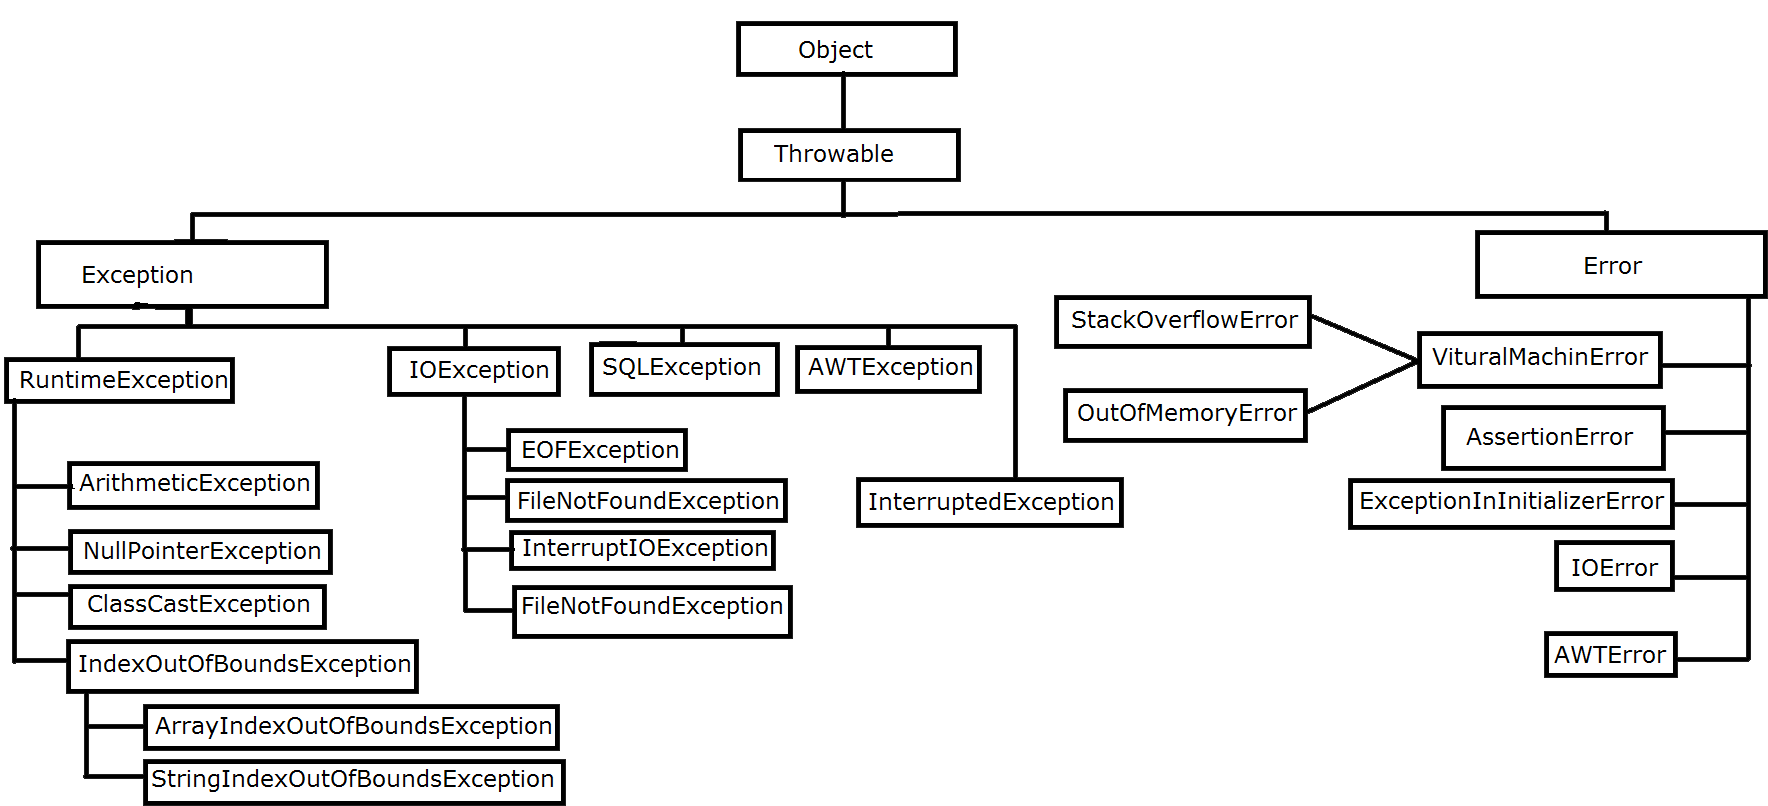 Object
Throwable
Exception
Error
StackOverflowError
VituralMachinError
OutOfMemoryError
AssertionError
ExceptionInInitializerError
IOError
AWTError
RuntimeException
IOException
SQLException
AWTException
InterruptedException
EOFException
FileNotFoundException
InterruptIOException
FileNotFoundException
ArithmeticException
NullPointerException
ClassCastException
IndexOutOfBoundsException
ArrayIndexOutOfBoundsException
StringIndexOutOfBoundsException